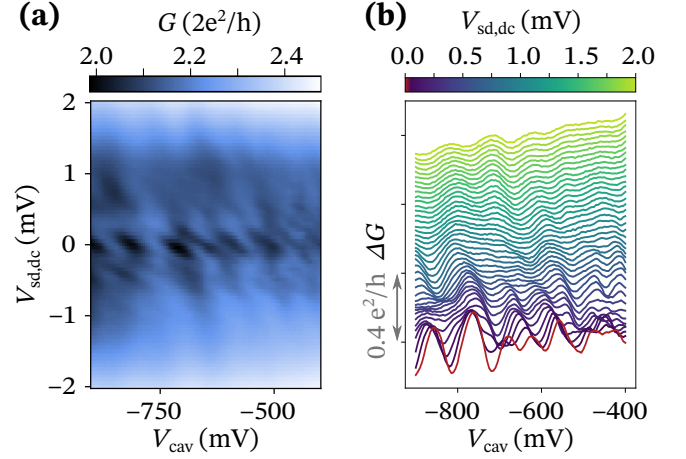 (a)
G (2e²/h)
2.0 2.2 2.4
2
1
0
−1
−2
V_sd,dc (mV)
−750 −500
V_cav (mV)
(b)
V_sd,dc (mV)
0.0 0.5 1.0 1.5 2.0
0.4 e²/h ΔG
−800 −600 −400
V_cav (mV)